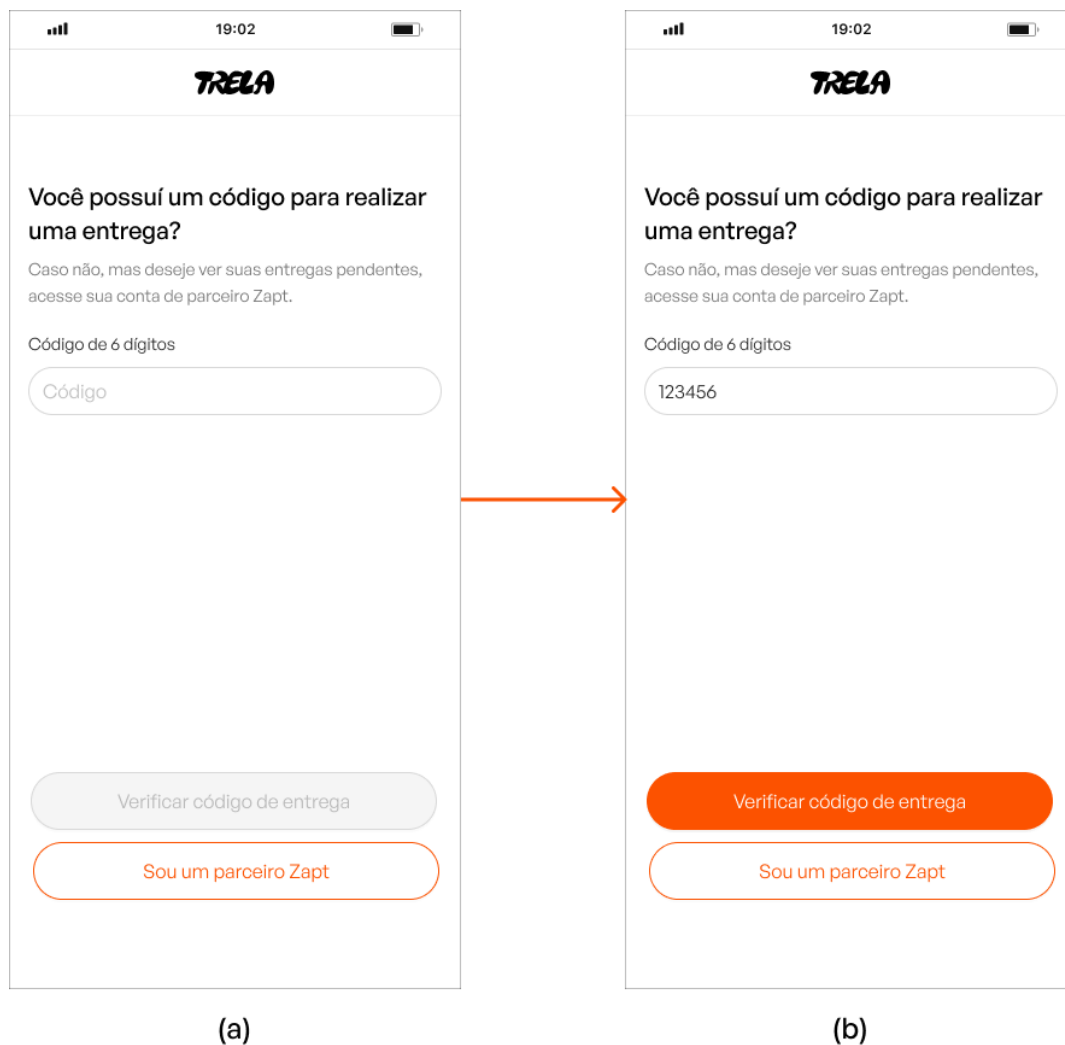 19:02
TRELA
Você possuí um código para realizar
uma entrega?
Caso não, mas deseje ver suas entregas pendentes,
acesse sua conta de parceiro Zapt.
Código de 6 dígitos
Código
Verificar código de entrega
Sou um parceiro Zapt
(a)
19:02
TRELA
Você possuí um código para realizar
uma entrega?
Caso não, mas deseje ver suas entregas pendentes,
acesse sua conta de parceiro Zapt.
Código de 6 dígitos
123456
Verificar código de entrega
Sou um parceiro Zapt
(b)